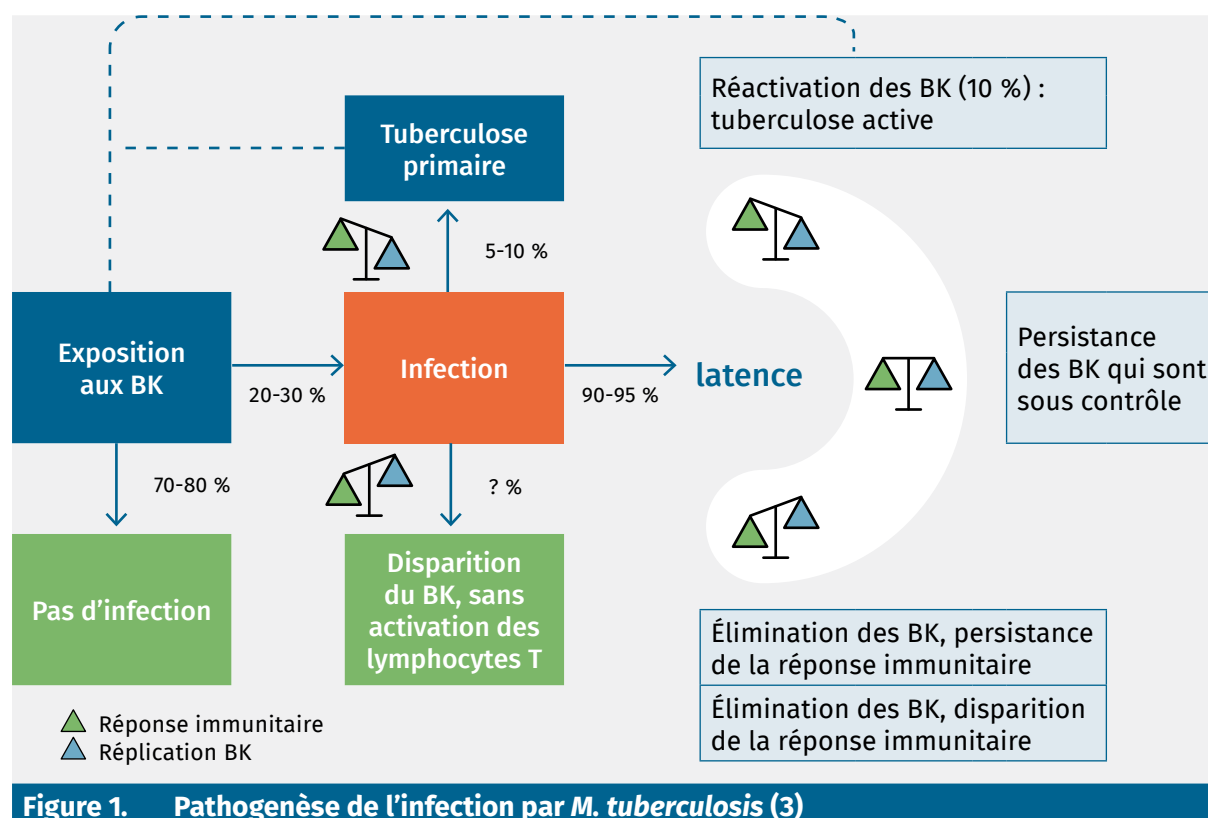 Réactivation des BK (10 %) :
tuberculose active
Tuberculose
primaire
5-10 %
Exposition
aux BK
20-30 %
Infection
90-95 %
latence
Persistance
des BK qui sont
sous contrôle
70-80 %
? %
Pas d’infection
Disparition
du BK, sans
activation des
lymphocytes T
Élimination des BK, persistance
de la réponse immunitaire
Élimination des BK, disparition
de la réponse immunitaire
Réponse immunitaire
Réplication BK
Figure 1. Pathogenèse de l’infection par M. tuberculosis (3)